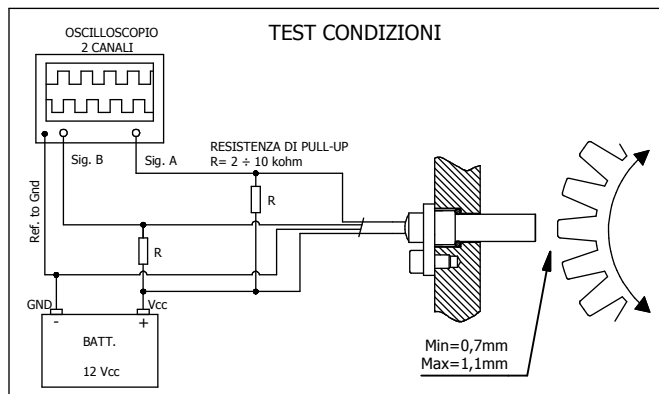 TEST CONDIZIONI
OSCILLOSCOPIO
2 CANALI
Sig. B
Sig. A
RESISTENZA DI PULL-UP
R= 2 ÷ 10 kohm
R
R
Ref. to Gnd
GND
Vcc
-
+
BATT.
12 Vcc
Min=0,7mm
Max=1,1mm